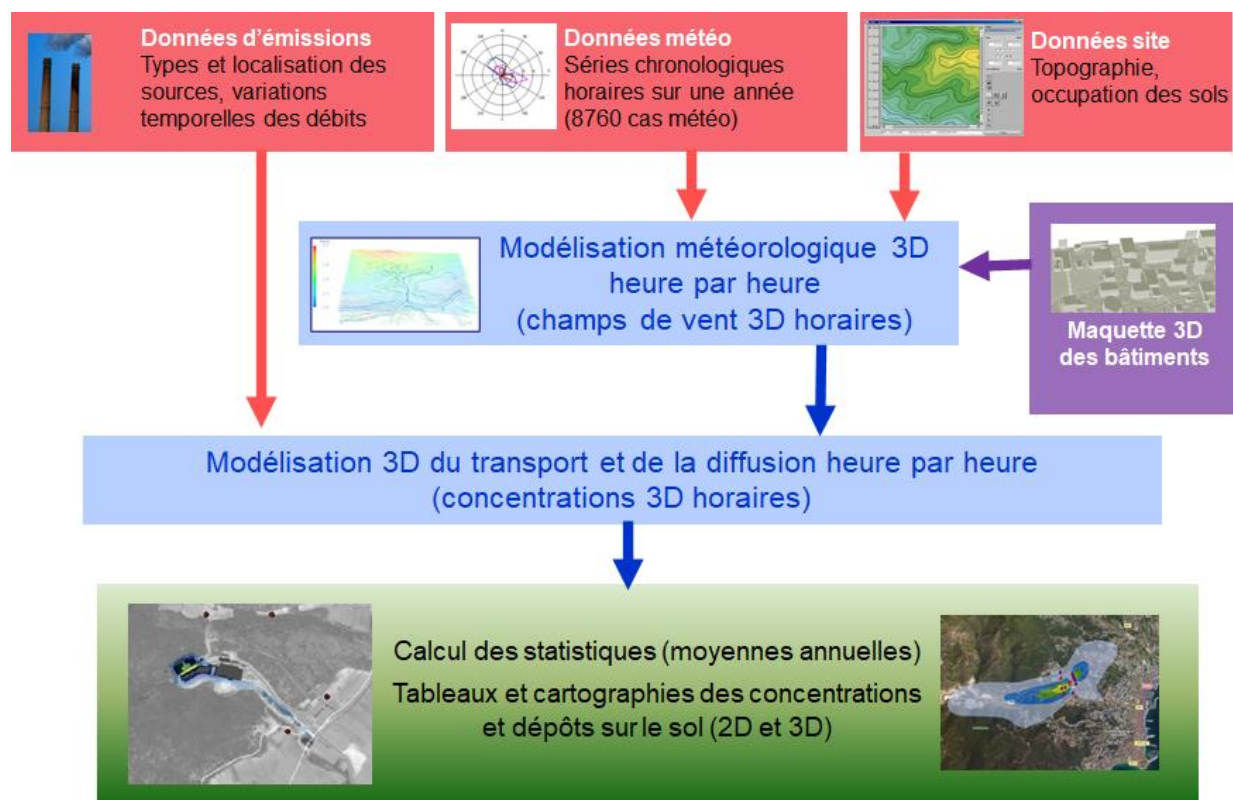 Données d'émissions
Types et localisation des
sources, variations
temporelles des débits
Données météo
Séries chronologiques
horaires sur une année
(8760 cas météo)
Données site
Topographie,
occupation des sols
Modélisation météorologique 3D
heure par heure
(champs de vent 3D horaires)
Maquette 3D
des bâtiments
Modélisation 3D du transport et de la diffusion heure par heure
(concentrations 3D horaires)
Calcul des statistiques (moyennes annuelles)
Tableaux et cartographies des concentrations
et dépôts sur le sol (2D et 3D)